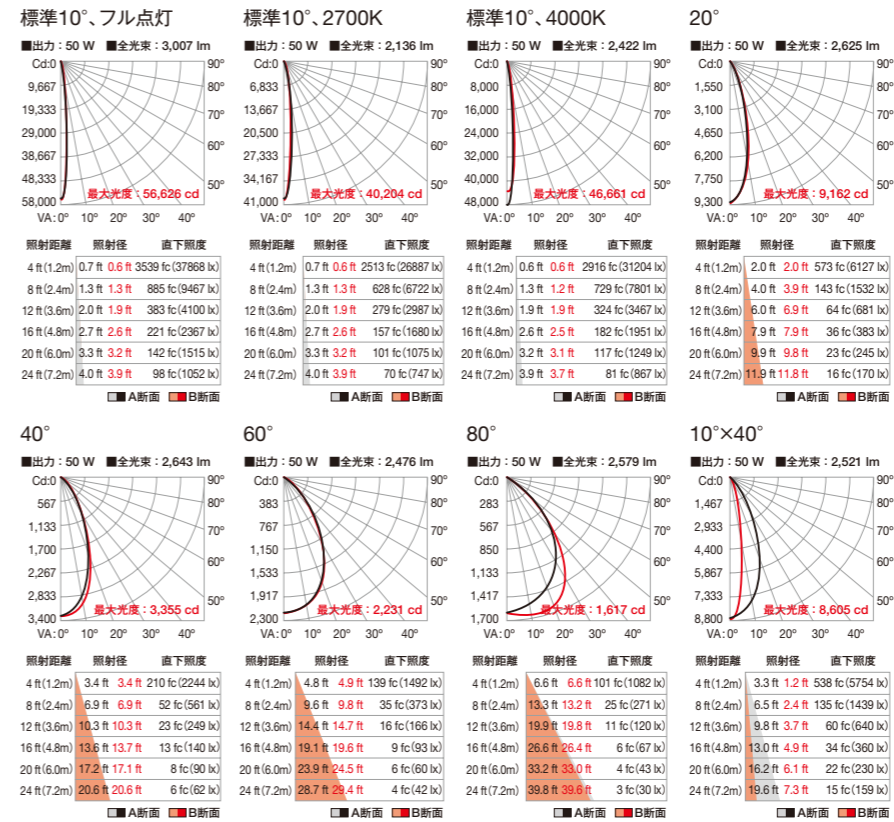 標準10°、フル点灯
■出力：50 W ■全光束：3,007 lm
Cd:0 90°
9,667 80°
19,333 70°
29,000 60°
38,667
48,333 50°
最大光度：56,626 cd
58,000
VA: 0° 10° 20° 30° 40°
照射距離 照射径 直下照度
4 ft(1.2m) 0.7 ft 0.6 ft 3539 fc(37868 lx)
8 ft(2.4m) 1.3 ft 1.3 ft 885 fc(9467 lx)
12 ft(3.6m) 2.0 ft 1.9 ft 383 fc(4100 lx)
16 ft(4.8m) 2.7 ft 2.6 ft 221 fc(2367 lx)
20 ft(6.0m) 3.3 ft 3.2 ft 142 fc(1515 lx)
24 ft(7.2m) 4.0 ft 3.9 ft 98 fc(1052 lx)
A断面 B断面
標準10°、2700K
■出力：50 W ■全光束：2,136 lm
Cd:0 90°
6,833 80°
13,667 70°
20,500 60°
27,333
34,167 50°
最大光度：40,204 cd
41,000
VA: 0° 10° 20° 30° 40°
照射距離 照射径 直下照度
4 ft(1.2m) 0.7 ft 0.6 ft 2513 fc(26887 lx)
8 ft(2.4m) 1.3 ft 1.3 ft 628 fc(6722 lx)
12 ft(3.6m) 2.0 ft 1.9 ft 279 fc(2987 lx)
16 ft(4.8m) 2.7 ft 2.6 ft 157 fc(1680 lx)
20 ft(6.0m) 3.3 ft 3.2 ft 101 fc(1075 lx)
24 ft(7.2m) 4.0 ft 3.9 ft 70 fc(747 lx)
A断面 B断面
標準10°、4000K
■出力：50 W ■全光束：2,422 lm
Cd:0 90°
8,000 80°
16,000 70°
24,000 60°
32,000
40,000 50°
最大光度：46,661 cd
48,000
VA: 0° 10° 20° 30° 40°
照射距離 照射径 直下照度
4 ft(1.2m) 0.6 ft 0.6 ft 2916 fc(31204 lx)
8 ft(2.4m) 1.3 ft 1.2 ft 729 fc(7801 lx)
12 ft(3.6m) 1.9 ft 1.9 ft 324 fc(3467 lx)
16 ft(4.8m) 2.6 ft 2.5 ft 182 fc(1951 lx)
20 ft(6.0m) 3.2 ft 3.1 ft 117 fc(1249 lx)
24 ft(7.2m) 3.9 ft 3.7 ft 81 fc(867 lx)
A断面 B断面
20°
■出力：50 W ■全光束：2,625 lm
Cd:0 90°
1,550 80°
3,100 70°
4,650 60°
6,200
7,750 50°
最大光度：9,162 cd
9,300
VA: 0° 10° 20° 30° 40°
照射距離 照射径 直下照度
4 ft(1.2m) 2.0 ft 2.0 ft 573 fc(6127 lx)
8 ft(2.4m) 4.0 ft 3.9 ft 143 fc(1532 lx)
12 ft(3.6m) 6.0 ft 6.9 ft 64 fc(681 lx)
16 ft(4.8m) 7.9 ft 7.9 ft 36 fc(383 lx)
20 ft(6.0m) 9.9 ft 9.8 ft 23 fc(245 lx)
24 ft(7.2m) 11.9 ft 11.8 ft 16 fc(170 lx)
A断面 B断面
40°
■出力：50 W ■全光束：2,643 lm
Cd:0 90°
567 80°
1,133 70°
1,700 60°
2,267
2,833 50°
最大光度：3,355 cd
3,400
VA: 0° 10° 20° 30° 40°
照射距離 照射径 直下照度
4 ft(1.2m) 3.4 ft 3.4 ft 210 fc(2244 lx)
8 ft(2.4m) 6.9 ft 6.9 ft 52 fc(561 lx)
12 ft(3.6m) 10.3 ft 10.3 ft 23 fc(249 lx)
16 ft(4.8m) 13.6 ft 13.7 ft 13 fc(140 lx)
20 ft(6.0m) 17.2 ft 17.1 ft 8 fc(90 lx)
24 ft(7.2m) 20.6 ft 20.6 ft 6 fc(62 lx)
A断面 B断面
60°
■出力：50 W ■全光束：2,476 lm
Cd:0 90°
383 80°
767 70°
1,150 60°
1,533
1,917 50°
最大光度：2,231 cd
2,300
VA: 0° 10° 20° 30° 40°
照射距離 照射径 直下照度
4 ft(1.2m) 4.8 ft 4.9 ft 139 fc(1492 lx)
8 ft(2.4m) 9.6 ft 9.8 ft 35 fc(373 lx)
12 ft(3.6m) 14.4 ft 14.7 ft 16 fc(166 lx)
16 ft(4.8m) 19.1 ft 19.6 ft 9 fc(93 lx)
20 ft(6.0m) 23.9 ft 24.5 ft 6 fc(60 lx)
24 ft(7.2m) 28.7 ft 29.4 ft 4 fc(42 lx)
A断面 B断面
80°
■出力：50 W ■全光束：2,579 lm
Cd:0 90°
283 80°
567 70°
850 60°
1,133
1,417 50°
最大光度：1,617 cd
1,700
VA: 0° 10° 20° 30° 40°
照射距離 照射径 直下照度
4 ft(1.2m) 6.6 ft 6.6 ft 101 fc(1082 lx)
8 ft(2.4m) 13.3 ft 13.2 ft 25 fc(271 lx)
12 ft(3.6m) 19.9 ft 19.8 ft 11 fc(120 lx)
16 ft(4.8m) 26.6 ft 26.4 ft 6 fc(67 lx)
20 ft(6.0m) 33.2 ft 33.0 ft 4 fc(43 lx)
24 ft(7.2m) 39.8 ft 39.6 ft 3 fc(30 lx)
A断面 B断面
10°×40°
■出力：50 W ■全光束：2,521 lm
Cd:0 90°
1,467 80°
2,933 70°
4,400 60°
5,867
7,333 50°
最大光度：8,605 cd
8,800
VA: 0° 10° 20° 30° 40°
照射距離 照射径 直下照度
4 ft(1.2m) 3.3 ft 1.2 ft 538 fc(5754 lx)
8 ft(2.4m) 6.5 ft 2.4 ft 135 fc(1439 lx)
12 ft(3.6m) 9.8 ft 3.7 ft 60 fc(640 lx)
16 ft(4.8m) 13.0 ft 4.9 ft 34 fc(360 lx)
20 ft(6.0m) 16.2 ft 6.1 ft 22 fc(230 lx)
24 ft(7.2m) 19.6 ft 7.3 ft 15 fc(159 lx)
A断面 B断面